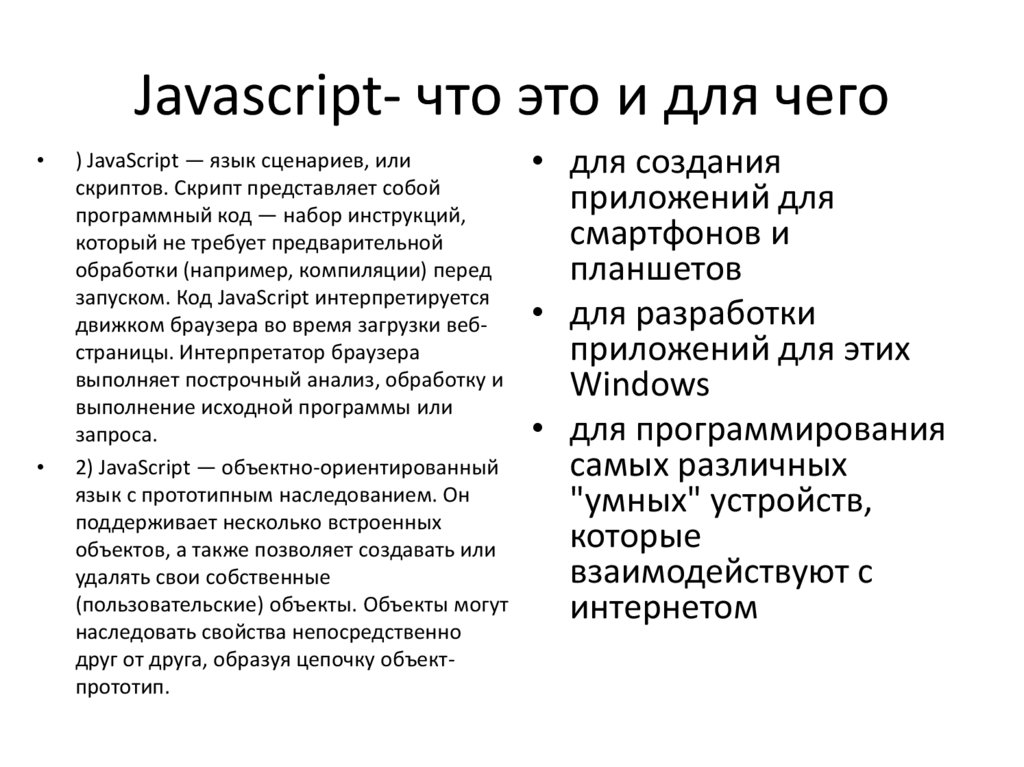 Javascript- что это и для чего
• ) JavaScript — язык сценариев, или
скриптов. Скрипт представляет собой
программный код — набор инструкций,
который не требует предварительной
обработки (например, компиляции) перед
запуском. Код JavaScript интерпретируется
движком браузера во время загрузки веб-
страницы. Интерпретатор браузера
выполняет построчный анализ, обработку и
выполнение исходной программы или
запроса.
• 2) JavaScript — объектно-ориентированный
язык с прототипным наследованием. Он
поддерживает несколько встроенных
объектов, а также позволяет создавать или
удалять свои собственные
(пользовательские) объекты. Объекты могут
наследовать свойства непосредственно
друг от друга, образуя цепочку объект-
прототип.
• для создания
приложений для
смартфонов и
планшетов
• для разработки
приложений для этих
Windows
• для программирования
самых различных
"умных" устройств,
которые
взаимодействуют с
интернетом